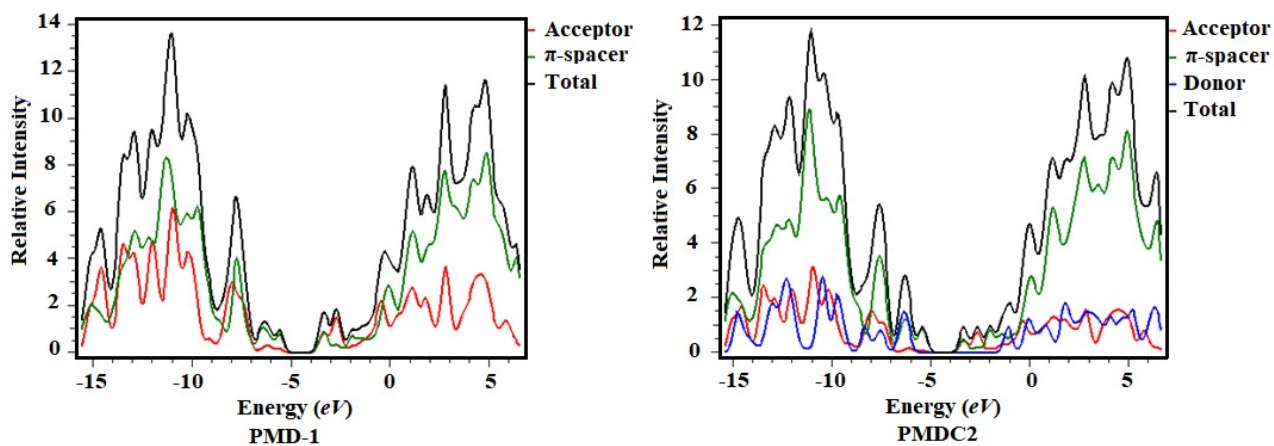 14
12
10
8
6
4
2
0
Relative Intensity
-15
-10
-5
0
5
Energy (eV)
PMD-1
Acceptor
π-spacer
Total
12
10
8
6
4
2
0
Relative Intensity
-15
-10
-5
0
5
Energy (eV)
PMDC2
Acceptor
π-spacer
Donor
Total